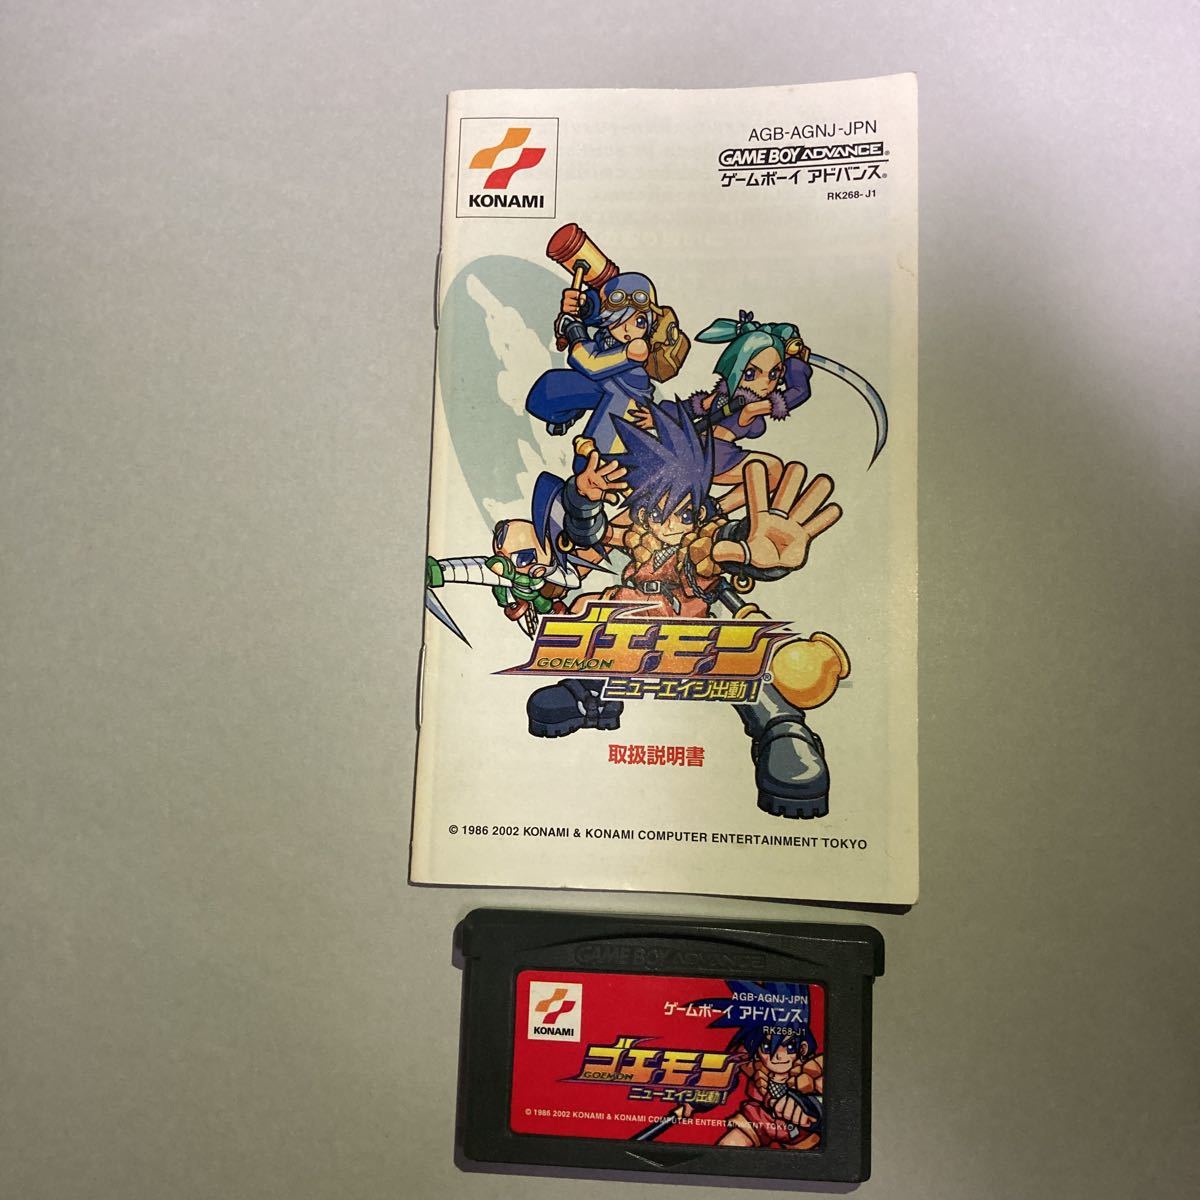 KONAMI
AGB-AGNJ-JPN
GAME BOY ADVANCE®
ゲームボーイ アドバンス®
RK268-J1
ゴエモン
GOEMON
ニューエイジ出動!®
取扱説明書
© 1986 2002 KONAMI & KONAMI COMPUTER ENTERTAINMENT TOKYO
GAME BOY ADVANCE
KONAMI
AGB-AGNJ-JPN
ゲームボーイ アドバンス®
RK268-J1
ゴエモン
GOEMON
ニューエイジ出動!
© 1986 2002 KONAMI & KONAMI COMPUTER ENTERTAINMENT TOKYO